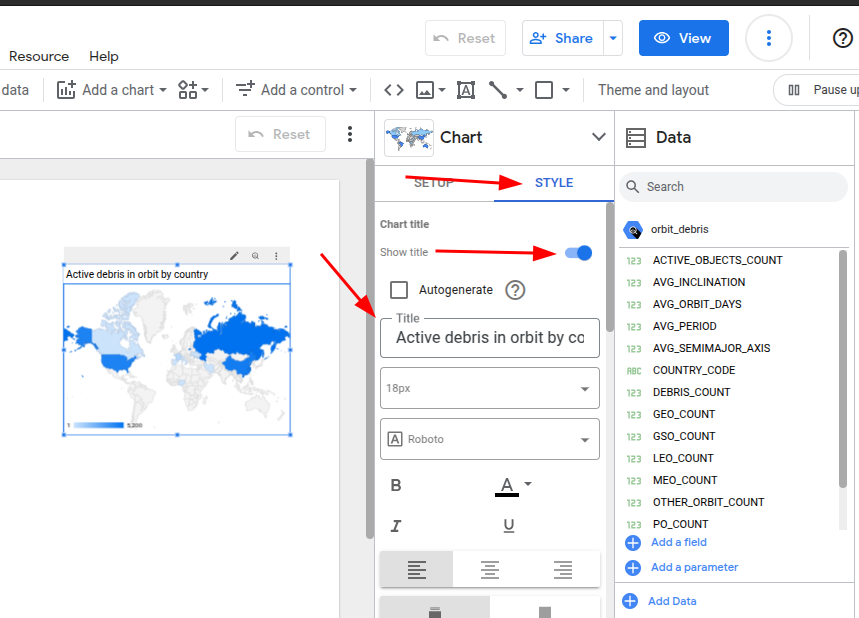 Reset
Share
View
Resource Help
data
Add a chart
Add a control
Theme and layout
Pause up
Reset
Chart
Data
SETUP
STYLE
Search
Chart title
orbit_debris
Show title
Active debris in orbit by country
1 5,200
Autogenerate
Title
Active debris in orbit by co
18px
A Roboto
B
A
I
U
123 ACTIVE_OBJECTS_COUNT
123 AVG_INCLINATION
123 AVG_ORBIT_DAYS
123 AVG_PERIOD
123 AVG_SEMIMAJOR_AXIS
ABC COUNTRY_CODE
123 DEBRIS_COUNT
123 GEO_COUNT
123 GSO_COUNT
123 LEO_COUNT
123 MEO_COUNT
123 OTHER_ORBIT_COUNT
123 PO_COUNT
Add a field
Add a parameter
Add Data